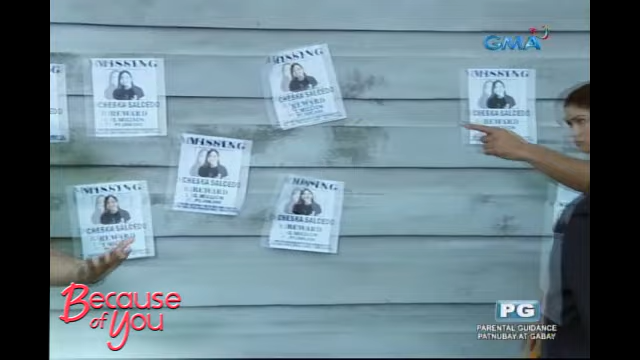 GMA
MISSING
CHESKA SALCEDO
REWARD
MISSING
CHESKA SALCEDO
REWARD
MISSING
CHESKA SALCEDO
REWARD
MISSING
CHESKA SALCEDO
REWARD
MISSING
CHESKA SALCEDO
REWARD
MISSING
CHESKA SALCEDO
REWARD
Because
of You
PG
PARENTAL GUIDANCE
PATNUBAY AT GABAY